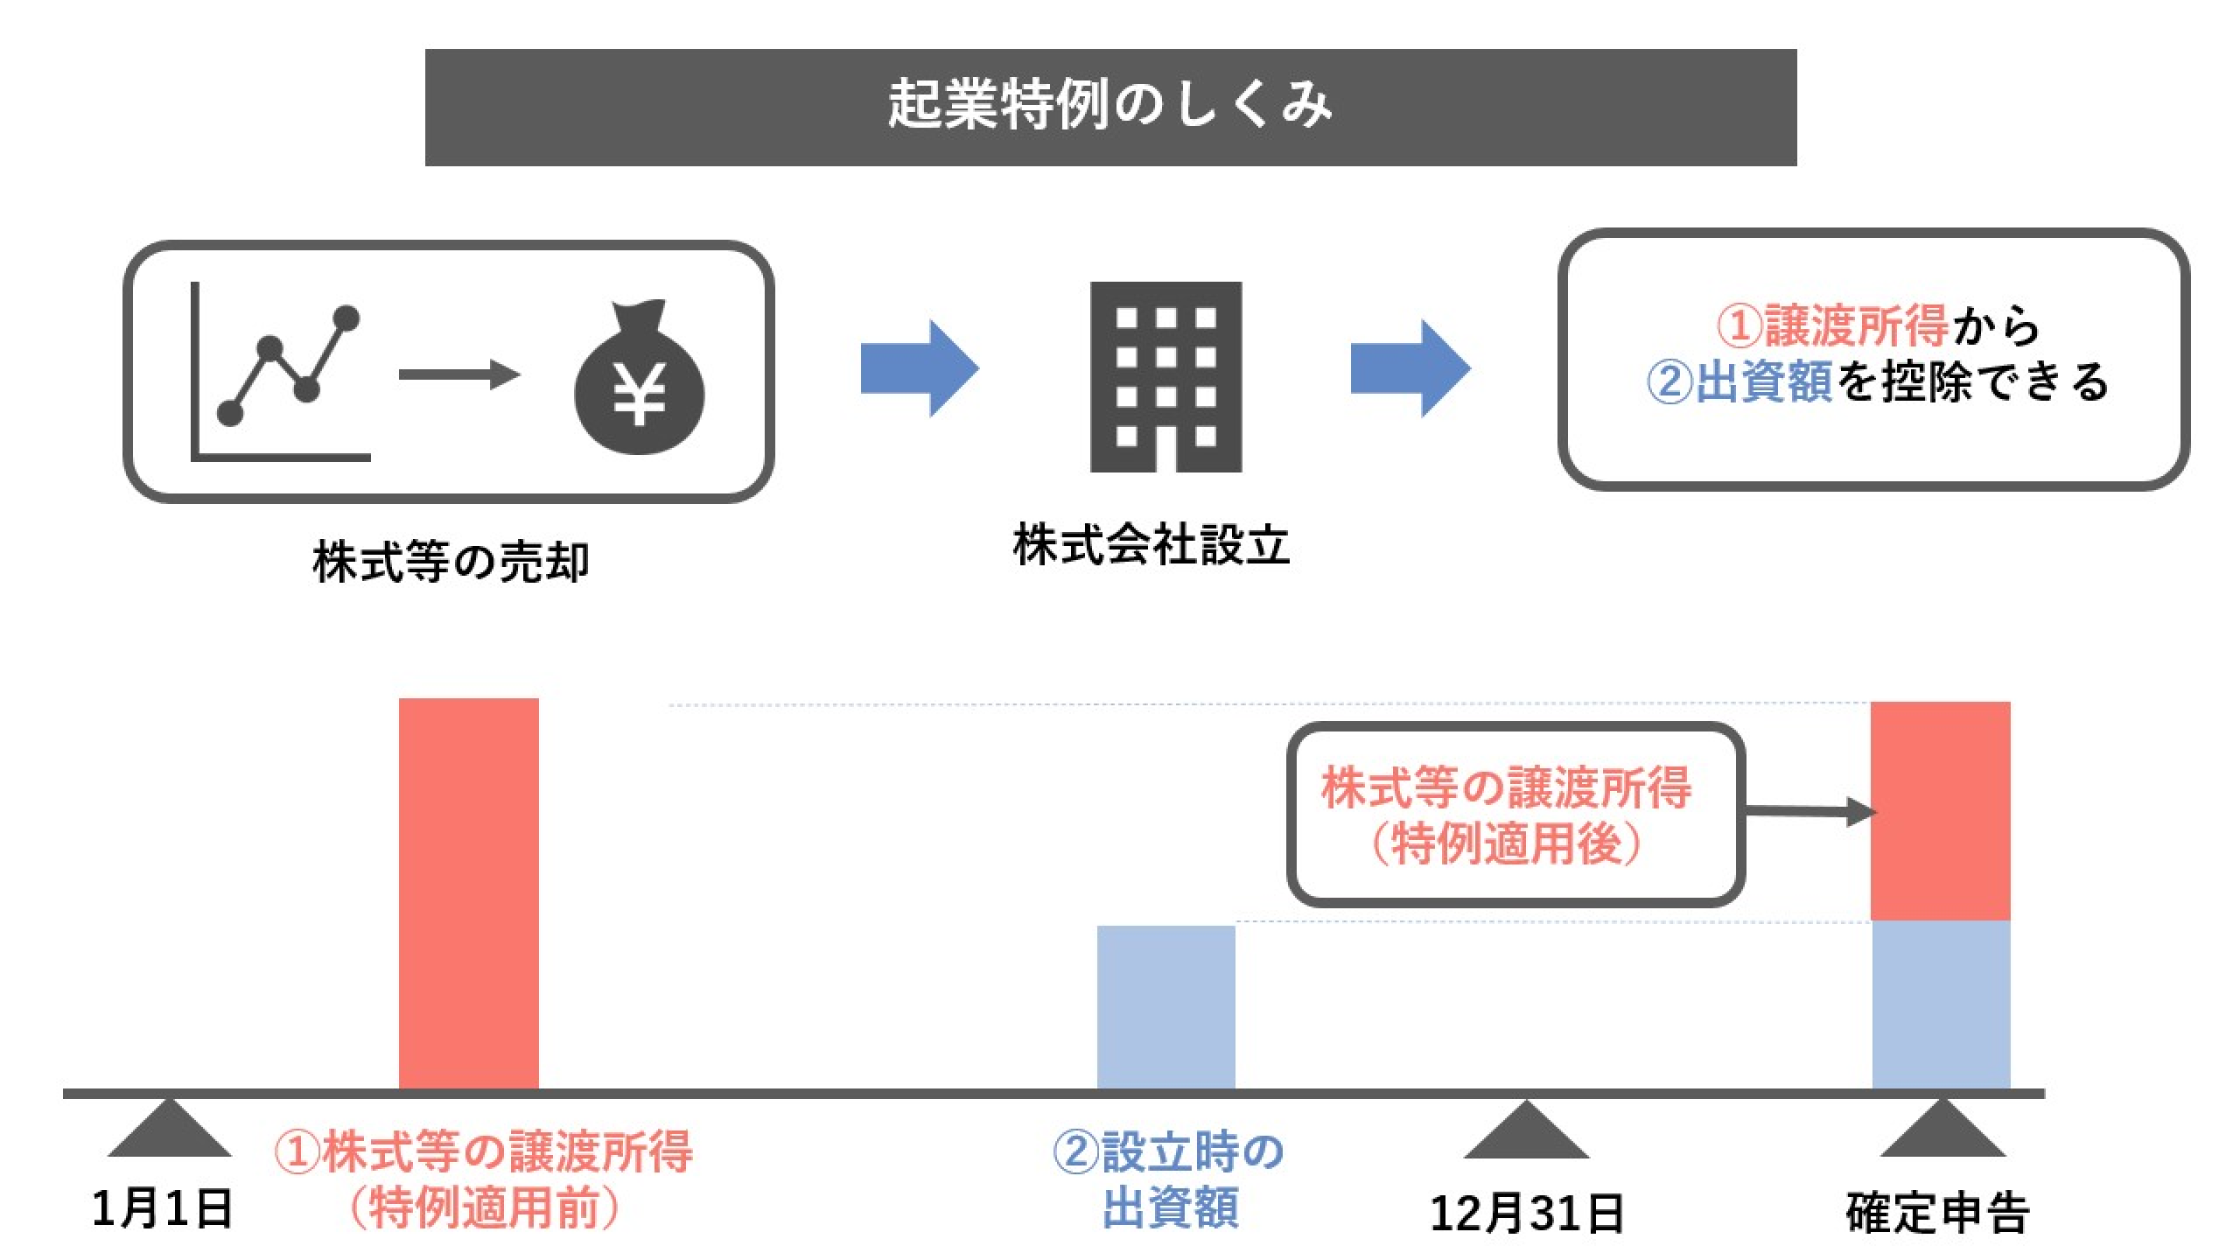 起業特例のしくみ
¥
①譲渡所得から
②出資額を控除できる
株式等の売却
株式会社設立
株式等の譲渡所得
（特例適用後）
1月1日
①株式等の譲渡所得
（特例適用前）
②設立時の
出資額
12月31日
確定申告